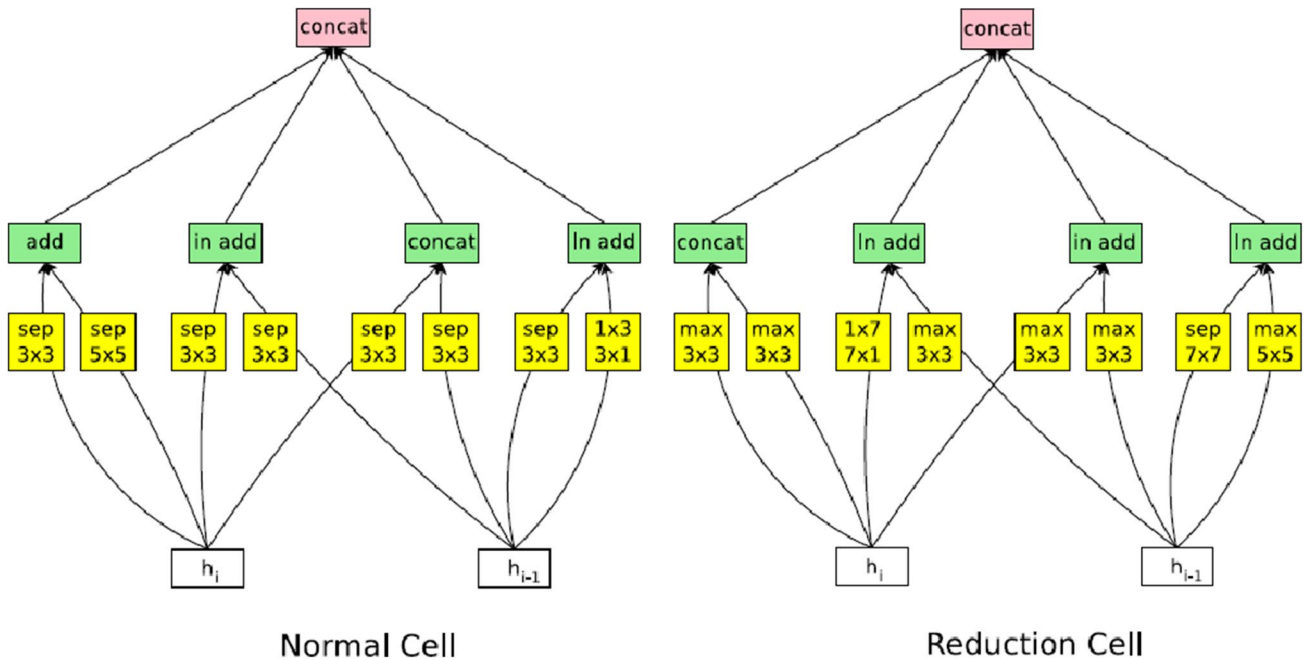 concat
concat
add
in add
concat
ln add
concat
ln add
in add
ln add
sep
3x3
sep
5x5
sep
3x3
sep
3x3
sep
3x3
sep
3x3
sep
3x3
1x3
3x1
max
3x3
max
3x3
1x7
7x1
max
3x3
max
3x3
max
3x3
sep
7x7
max
5x5
hi
hi-1
hi
hi-1
Normal Cell
Reduction Cell